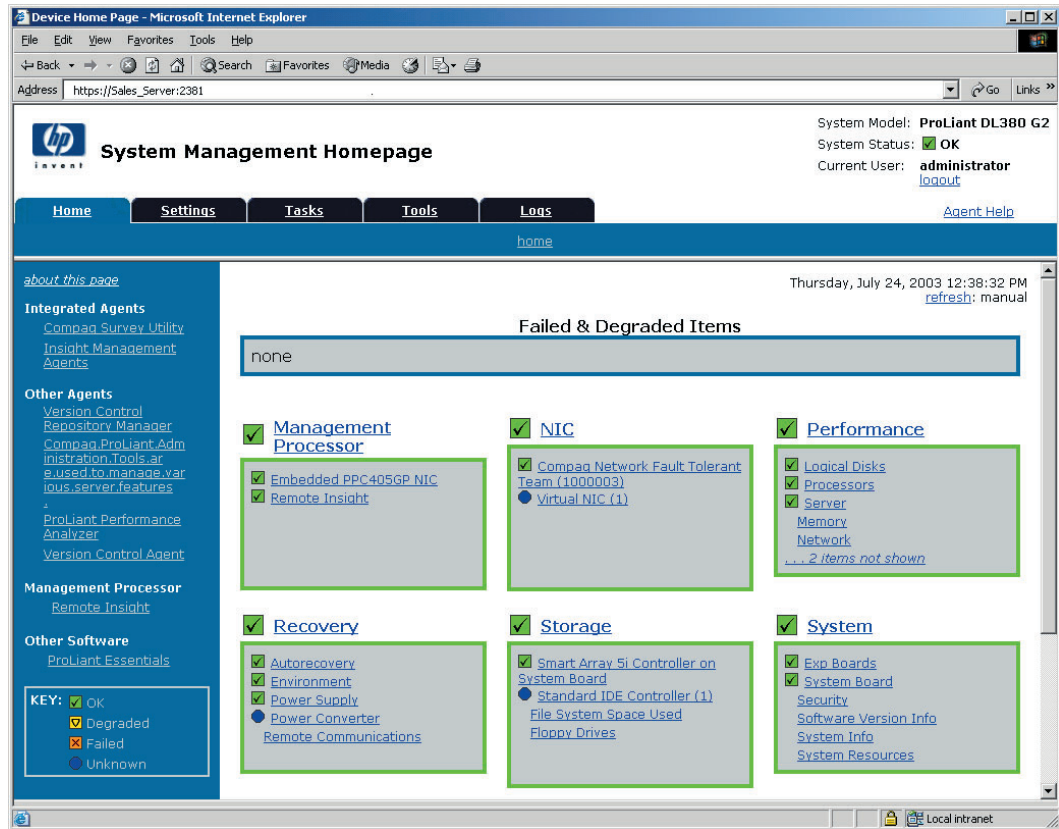 Device Home Page - Microsoft Internet Explorer
File Edit View Favorites Tools Help
Back Search Favorites Media
Address https://Sales_Server:2381 Go Links »
hp
invent
System Management Homepage
System Model: ProLiant DL380 G2
System Status: OK
Current User: administrator
logout
Home Settings Tasks Tools Logs
Agent Help
home
about this page
Integrated Agents
Compaq Survey Utility
Insight Management
Agents
Other Agents
Version Control
Repository Manager
Compaq.ProLiant.Adm
inistration.Tools.ar
e.used.to.manage.var
ious.server.features
.
ProLiant Performance
Analyzer
Version Control Agent
Management Processor
Remote Insight
Other Software
ProLiant Essentials
KEY: OK
Degraded
Failed
Unknown
Thursday, July 24, 2003 12:38:32 PM
refresh: manual
Failed & Degraded Items
none
Management
Processor
Embedded PPC405GP NIC
Remote Insight
NIC
Compaq Network Fault Tolerant
Team (1000003)
Virtual NIC (1)
Performance
Logical Disks
Processors
Server
Memory
Network
. . . 2 items not shown
Recovery
Autorecovery
Environment
Power Supply
Power Converter
Remote Communications
Storage
Smart Array 5i Controller on
System Board
Standard IDE Controller (1)
File System Space Used
Floppy Drives
System
Exp Boards
System Board
Security
Software Version Info
System Info
System Resources
Local intranet